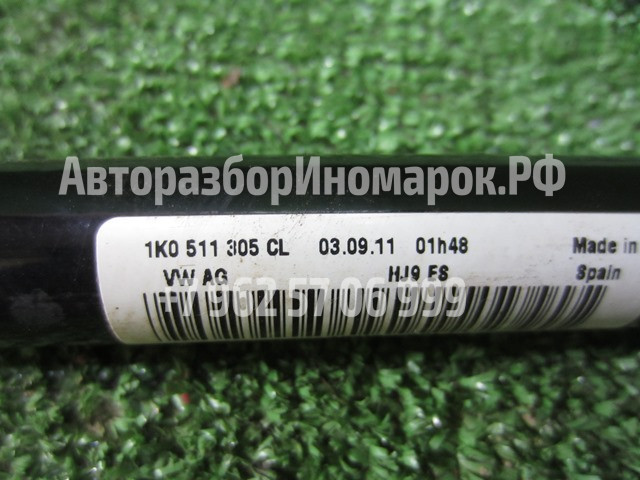 АвторазборИномарок.РФ
1K0 511 305 CL 03.09.11 01h48 Made in
VW AG HJ9 FS Spain
+7 962 57 06 999